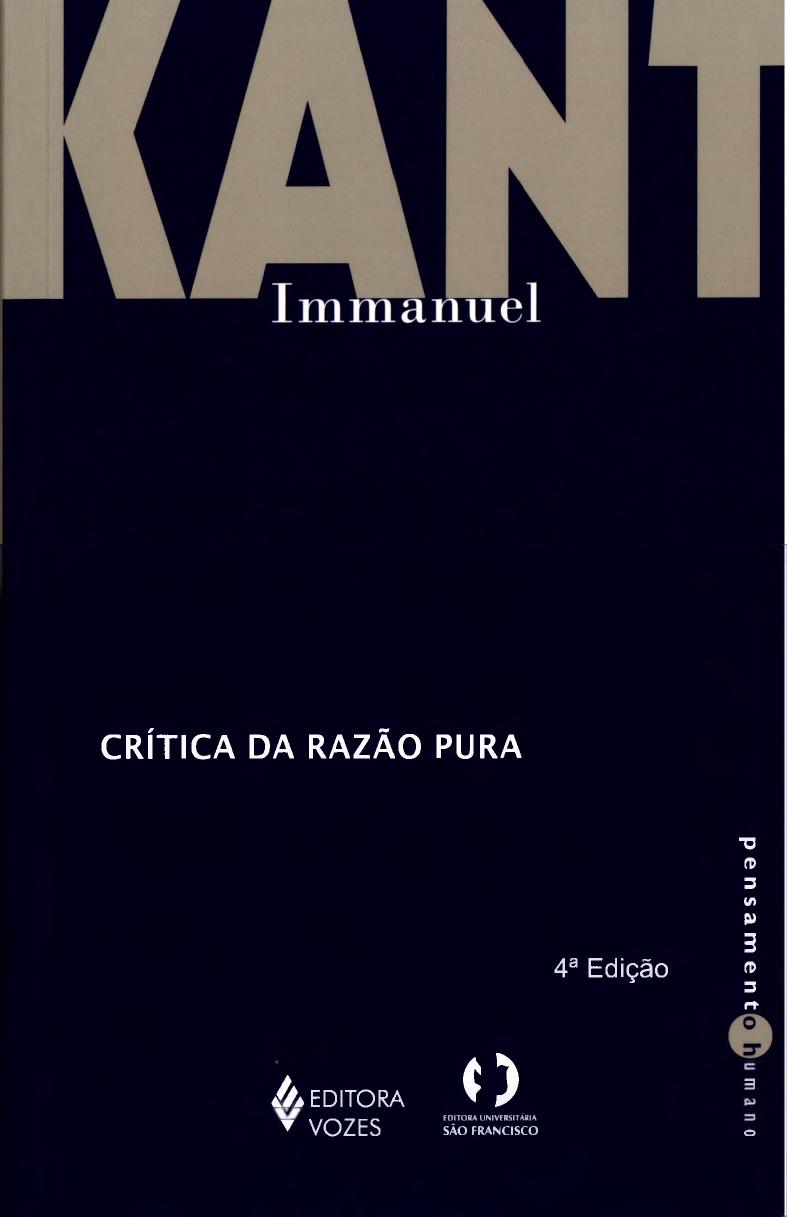 KANT
Immanuel
CRÍTICA DA RAZÃO PURA
4ª Edição
pensamento humano
EDITORA
VOZES
EDITORA UNIVERSITÁRIA
SÃO FRANCISCO